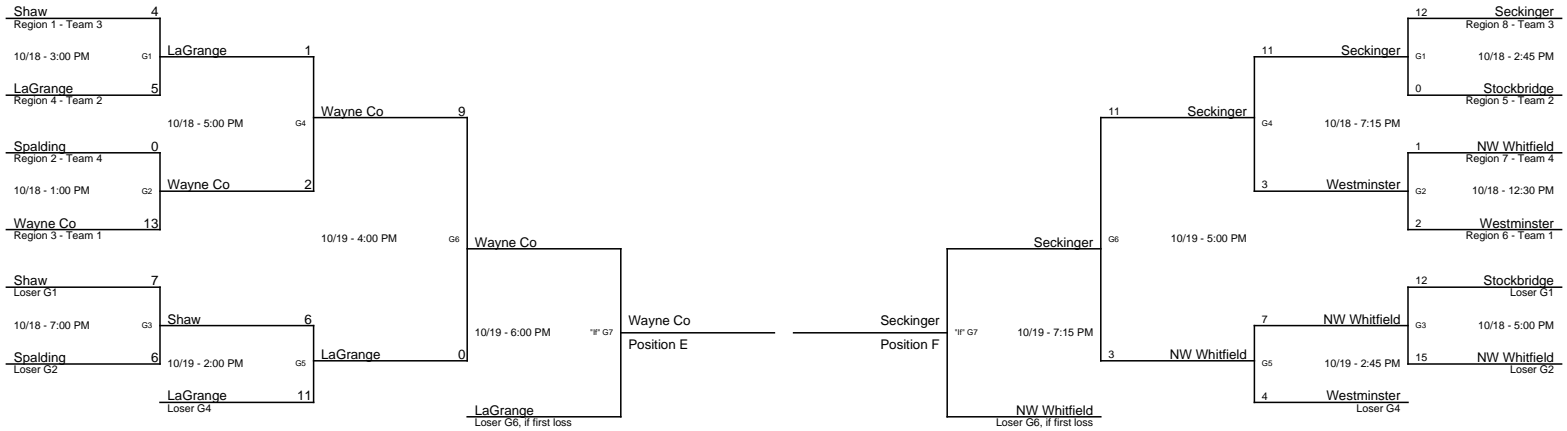 Shaw 4
Region 1 - Team 3
10/18 - 3:00 PM G1
LaGrange 5
Region 4 - Team 2
LaGrange 1
10/18 - 5:00 PM G4
Spalding 0
Region 2 - Team 4
10/18 - 1:00 PM G2
Wayne Co 13
Region 3 - Team 1
Wayne Co 2
Wayne Co 9
10/19 - 4:00 PM G6
Shaw 7
Loser G1
10/18 - 7:00 PM G3
Spalding 6
Loser G2
Shaw 6
10/19 - 2:00 PM G5
LaGrange 11
Loser G4
LaGrange 0
Wayne Co
10/19 - 6:00 PM "If" G7
LaGrange
Loser G6, if first loss
Wayne Co
Position E
Seckinger
Position F
Seckinger
"If" G7 10/19 - 7:15 PM
NW Whitfield
Loser G6, if first loss
11 Seckinger
G6 10/19 - 5:00 PM
3 NW Whitfield
11 Seckinger
G4 10/18 - 7:15 PM
3 Westminster
7 NW Whitfield
G5 10/19 - 2:45 PM
4 Westminster
Loser G4
12 Seckinger
Region 8 - Team 3
G1 10/18 - 2:45 PM
0 Stockbridge
Region 5 - Team 2
1 NW Whitfield
Region 7 - Team 4
G2 10/18 - 12:30 PM
2 Westminster
Region 6 - Team 1
12 Stockbridge
Loser G1
G3 10/18 - 5:00 PM
15 NW Whitfield
Loser G2